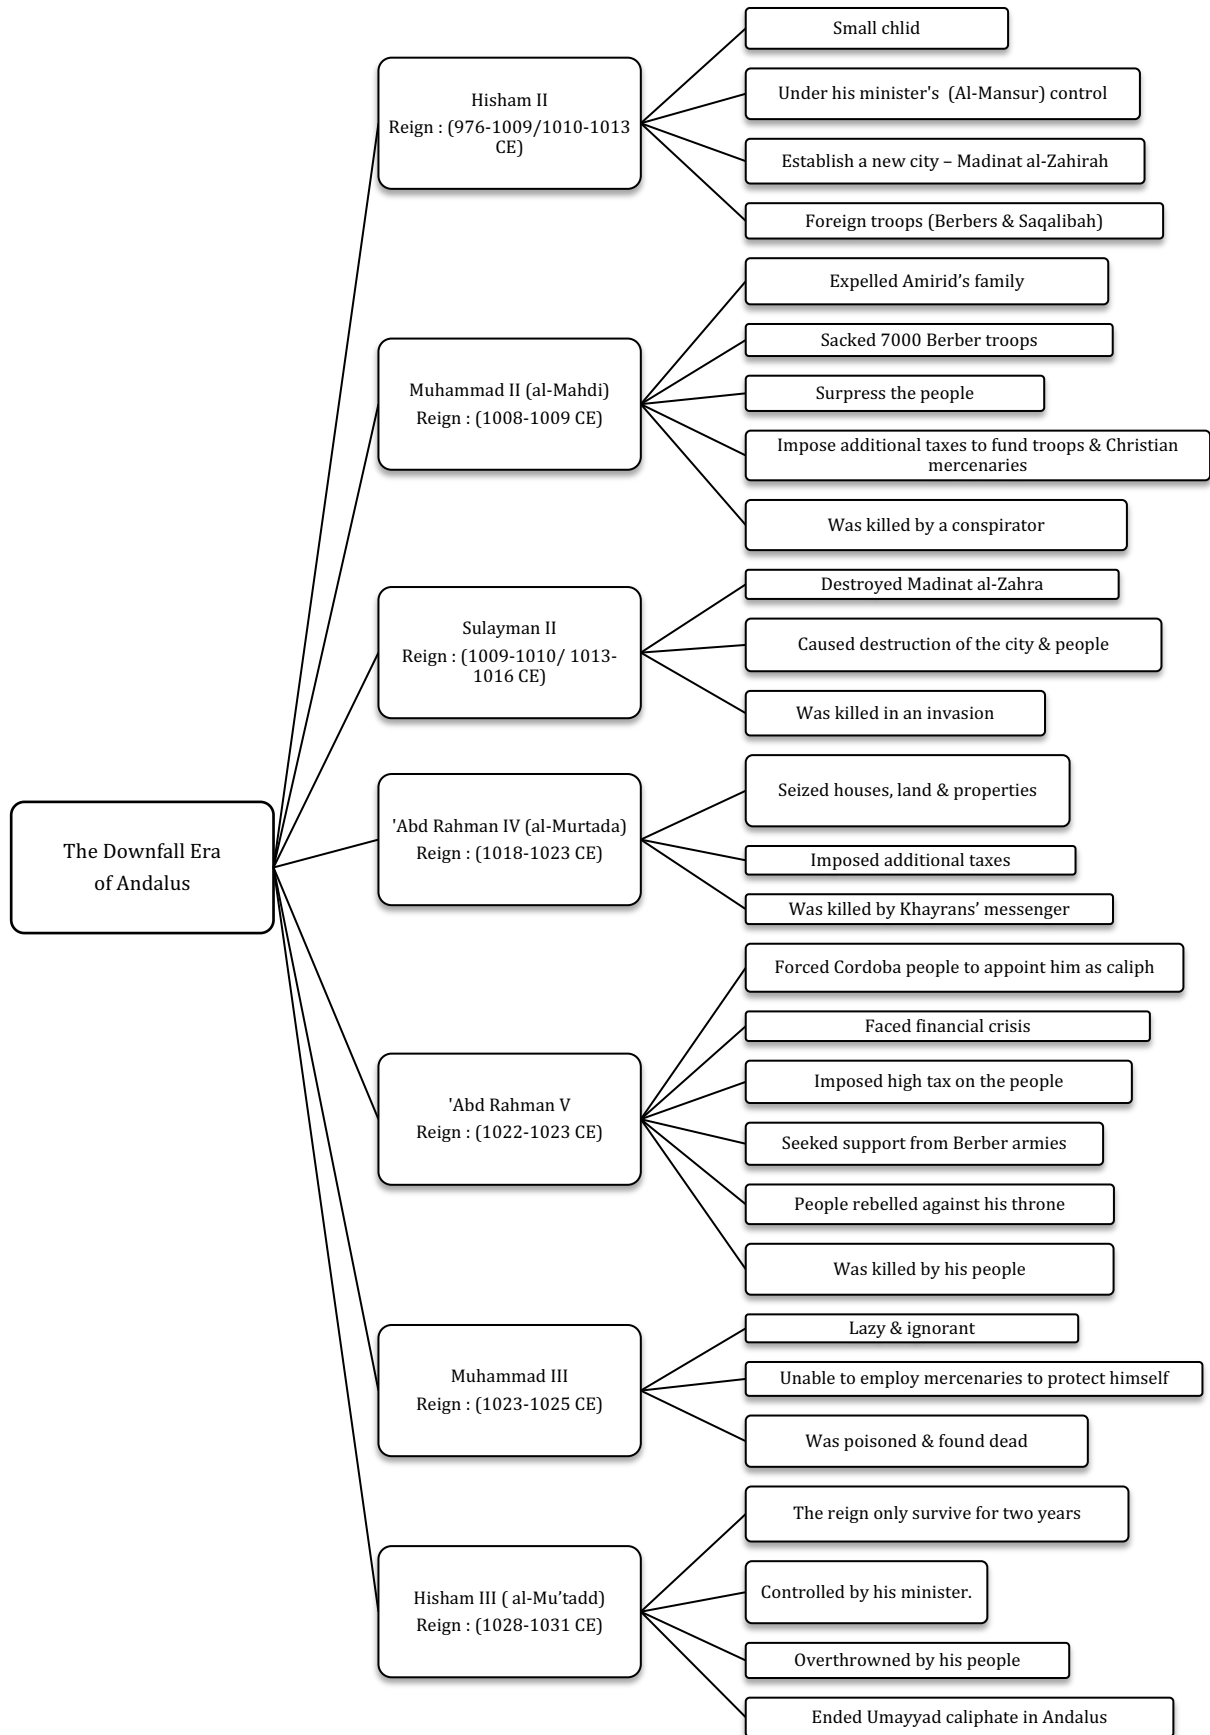 The Downfall Era
of Andalus
Hisham II
Reign : (976-1009/1010-1013
CE)
Small chlid
Under his minister's (Al-Mansur) control
Establish a new city – Madinat al-Zahirah
Foreign troops (Berbers & Saqalibah)
Muhammad II (al-Mahdi)
Reign : (1008-1009 CE)
Expelled Amirid’s family
Sacked 7000 Berber troops
Surpress the people
Impose additional taxes to fund troops & Christian
mercenaries
Was killed by a conspirator
Sulayman II
Reign : (1009-1010/ 1013-
1016 CE)
Destroyed Madinat al-Zahra
Caused destruction of the city & people
Was killed in an invasion
'Abd Rahman IV (al-Murtada)
Reign : (1018-1023 CE)
Seized houses, land & properties
Imposed additional taxes
Was killed by Khayrans’ messenger
'Abd Rahman V
Reign : (1022-1023 CE)
Forced Cordoba people to appoint him as caliph
Faced financial crisis
Imposed high tax on the people
Seeked support from Berber armies
People rebelled against his throne
Was killed by his people
Muhammad III
Reign : (1023-1025 CE)
Lazy & ignorant
Unable to employ mercenaries to protect himself
Was poisoned & found dead
Hisham III ( al-Mu’tadd)
Reign : (1028-1031 CE)
The reign only survive for two years
Controlled by his minister.
Overthrowned by his people
Ended Umayyad caliphate in Andalus